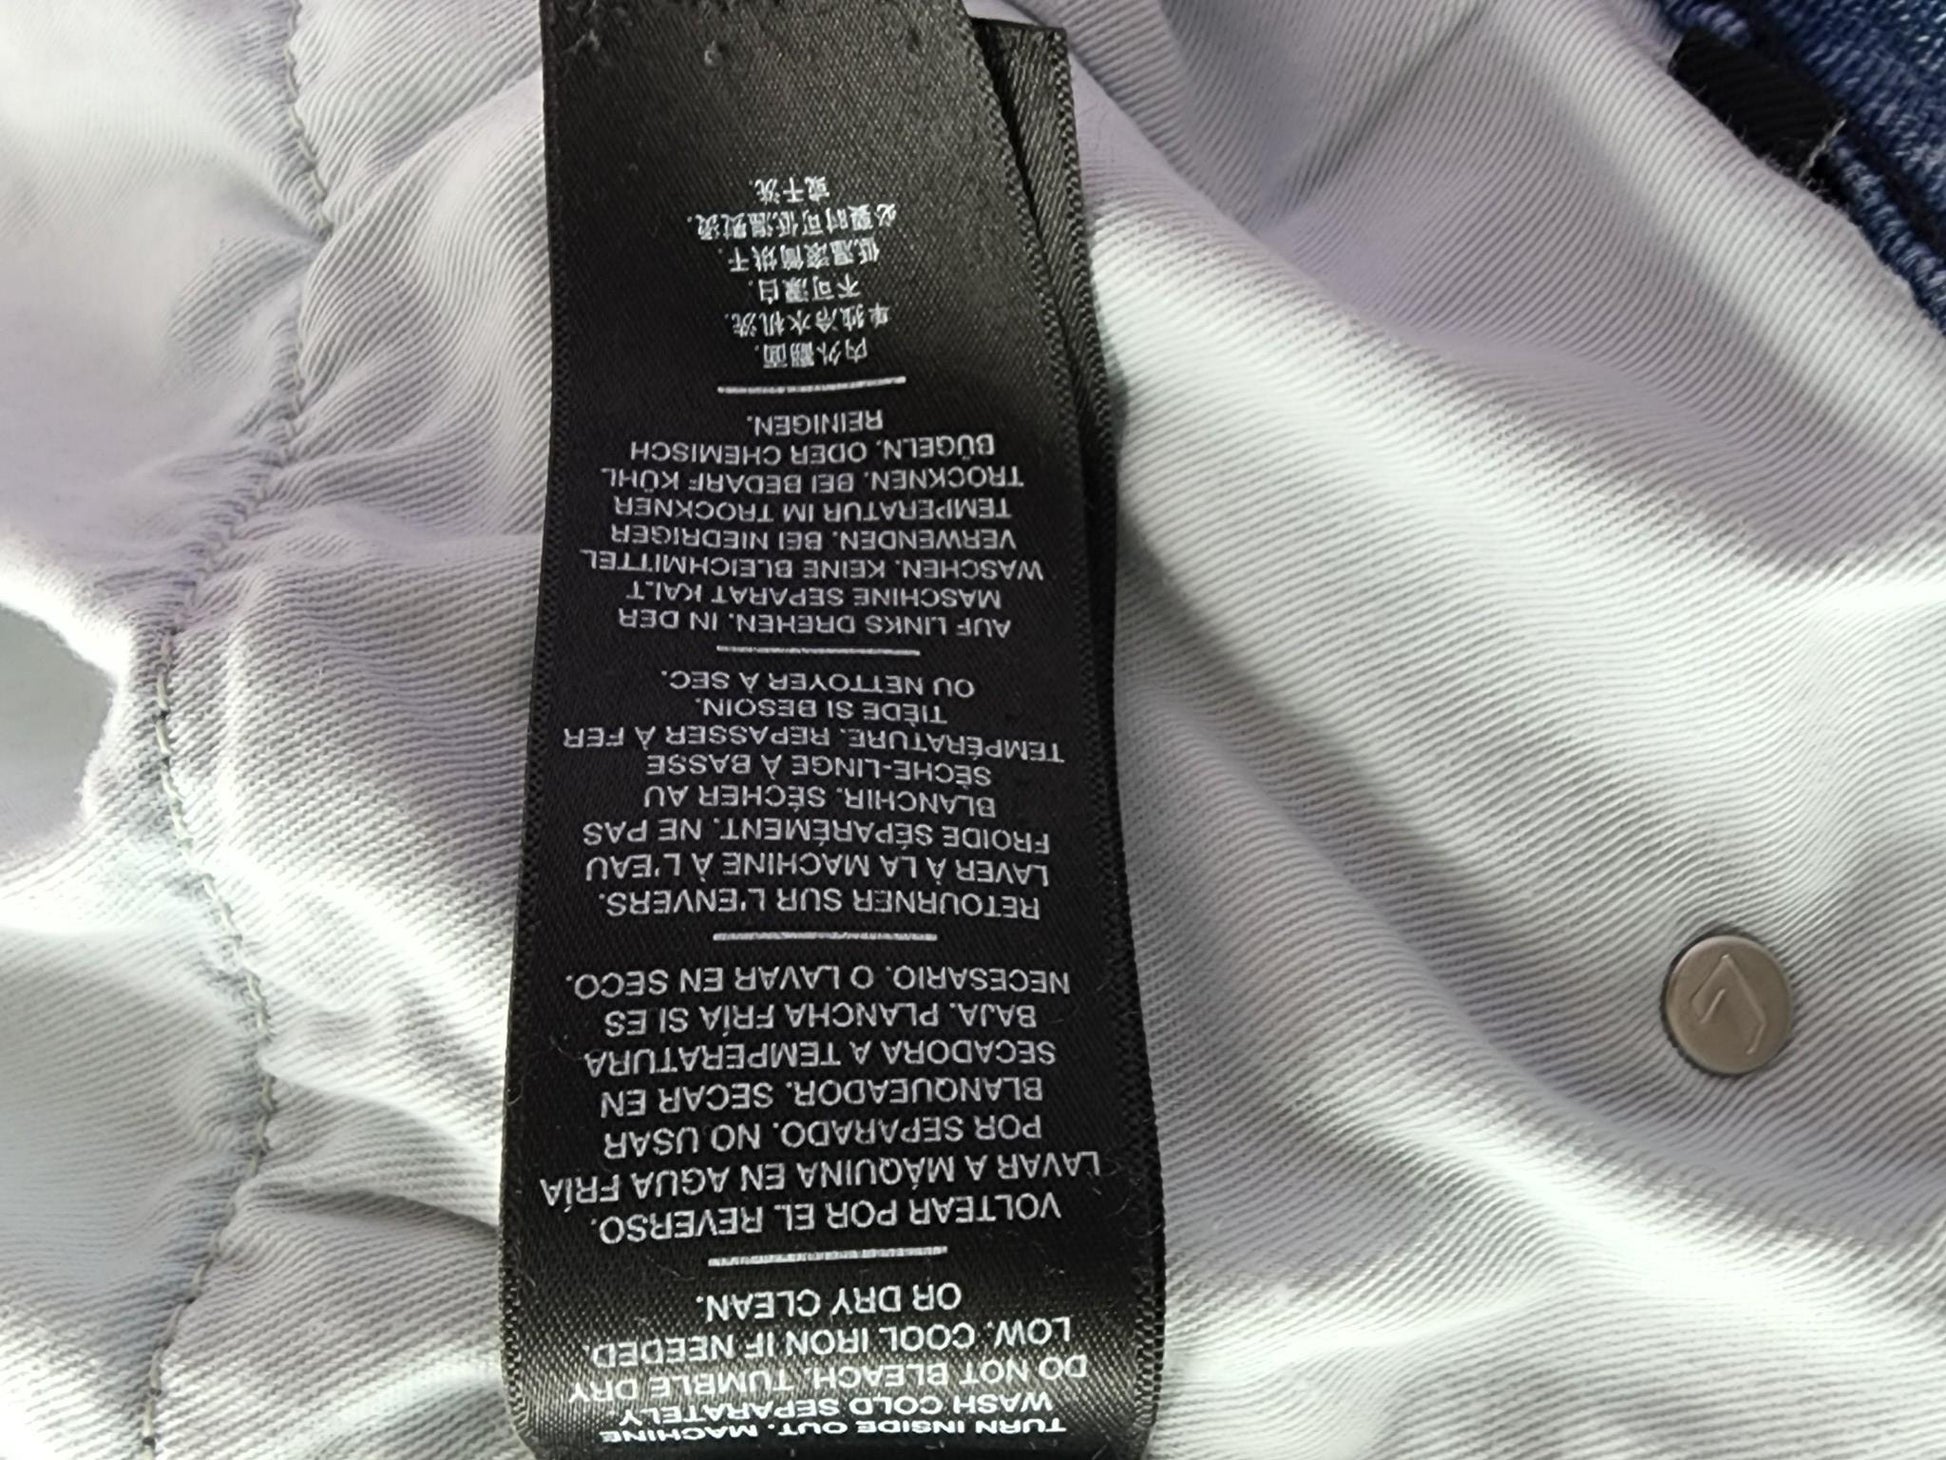 TURN INSIDE OUT. MACHINE
WASH COLD SEPARATELY
DO NOT BLEACH. TUMBLE DRY
LOW. COOL IRON IF NEEDED.
OR DRY CLEAN.
VOLTEAR POR EL REVERSO.
LAVAR A MÁQUINA EN AGUA FRÍA
POR SEPARADO. NO USAR
BLANQUEADOR. SECAR EN
SECADORA A TEMPERATURA
BAJA. PLANCHA FRÍA SI ES
NECESARIO. O LAVAR EN SECO.
RETOURNER SUR L'ENVERS.
LAVER À LA MACHINE À L'EAU
FROIDE SÉPARÉMENT. NE PAS
BLANCHIR. SÉCHER AU
SÈCHE-LINGE À BASSE
TEMPÉRATURE. REPASSER À FER
TIÈDE SI BESOIN.
OU NETTOYER À SEC.
AUF LINKS DREHEN. IN DER
MASCHINE SEPARAT KALT
WASCHEN. KEINE BLEICHMITTEL
VERWENDEN. BEI NIEDRIGER
TEMPERATUR IM TROCKNER
TROCKNEN. BEI BEDARF KÜHL
BÜGELN. ODER CHEMISCH
REINIGEN.
内外翻面.
单独冷水机洗.
不可漂白.
低温滚筒烘干.
必要时可低温熨烫.
或干洗.